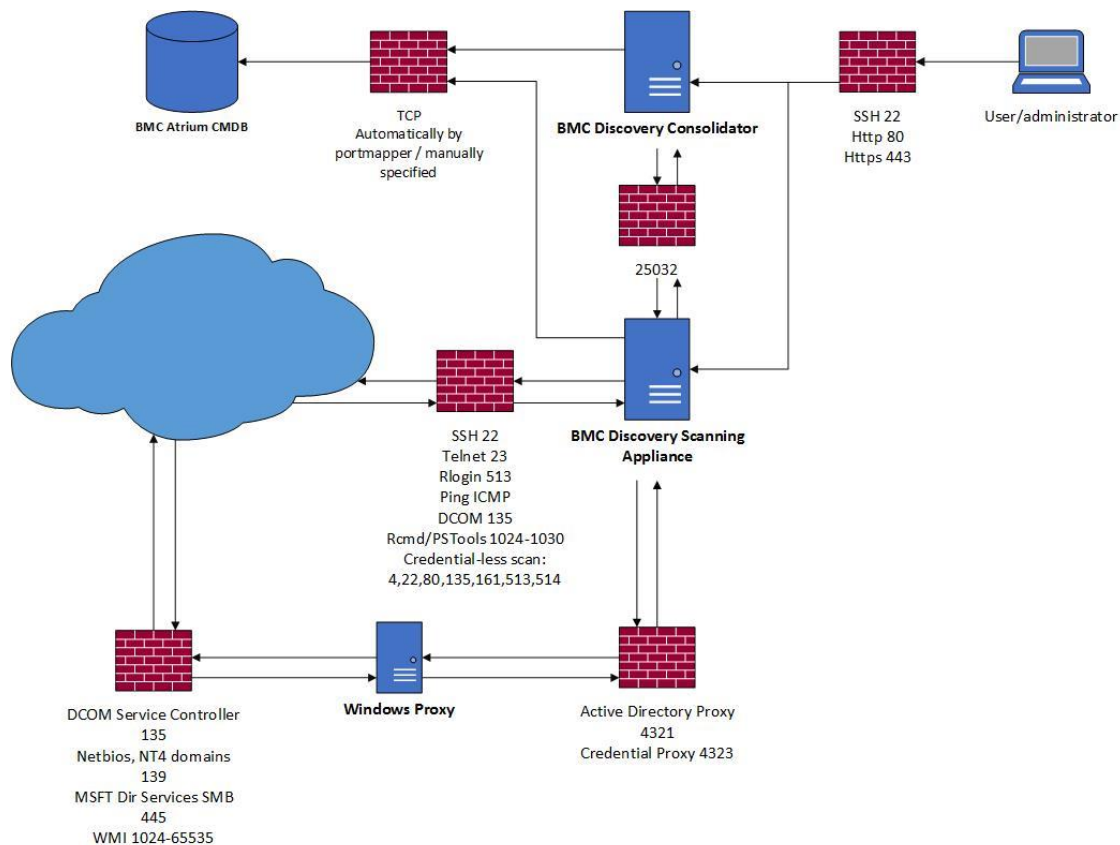 BMC Atrium CMDB
TCP
Automatically by
portmapper / manually
specified
BMC Discovery Consolidator
SSH 22
Http 80
Https 443
User/administrator
25032
SSH 22
Telnet 23
Rlogin 513
Ping ICMP
DCOM 135
Rcmd/PSTools 1024-1030
Credential-less scan:
4,22,80,135,161,513,514
BMC Discovery Scanning
Appliance
DCOM Service Controller
135
Netbios, NT4 domains
139
MSFT Dir Services SMB
445
WMI 1024-65535
Windows Proxy
Active Directory Proxy
4321
Credential Proxy 4323